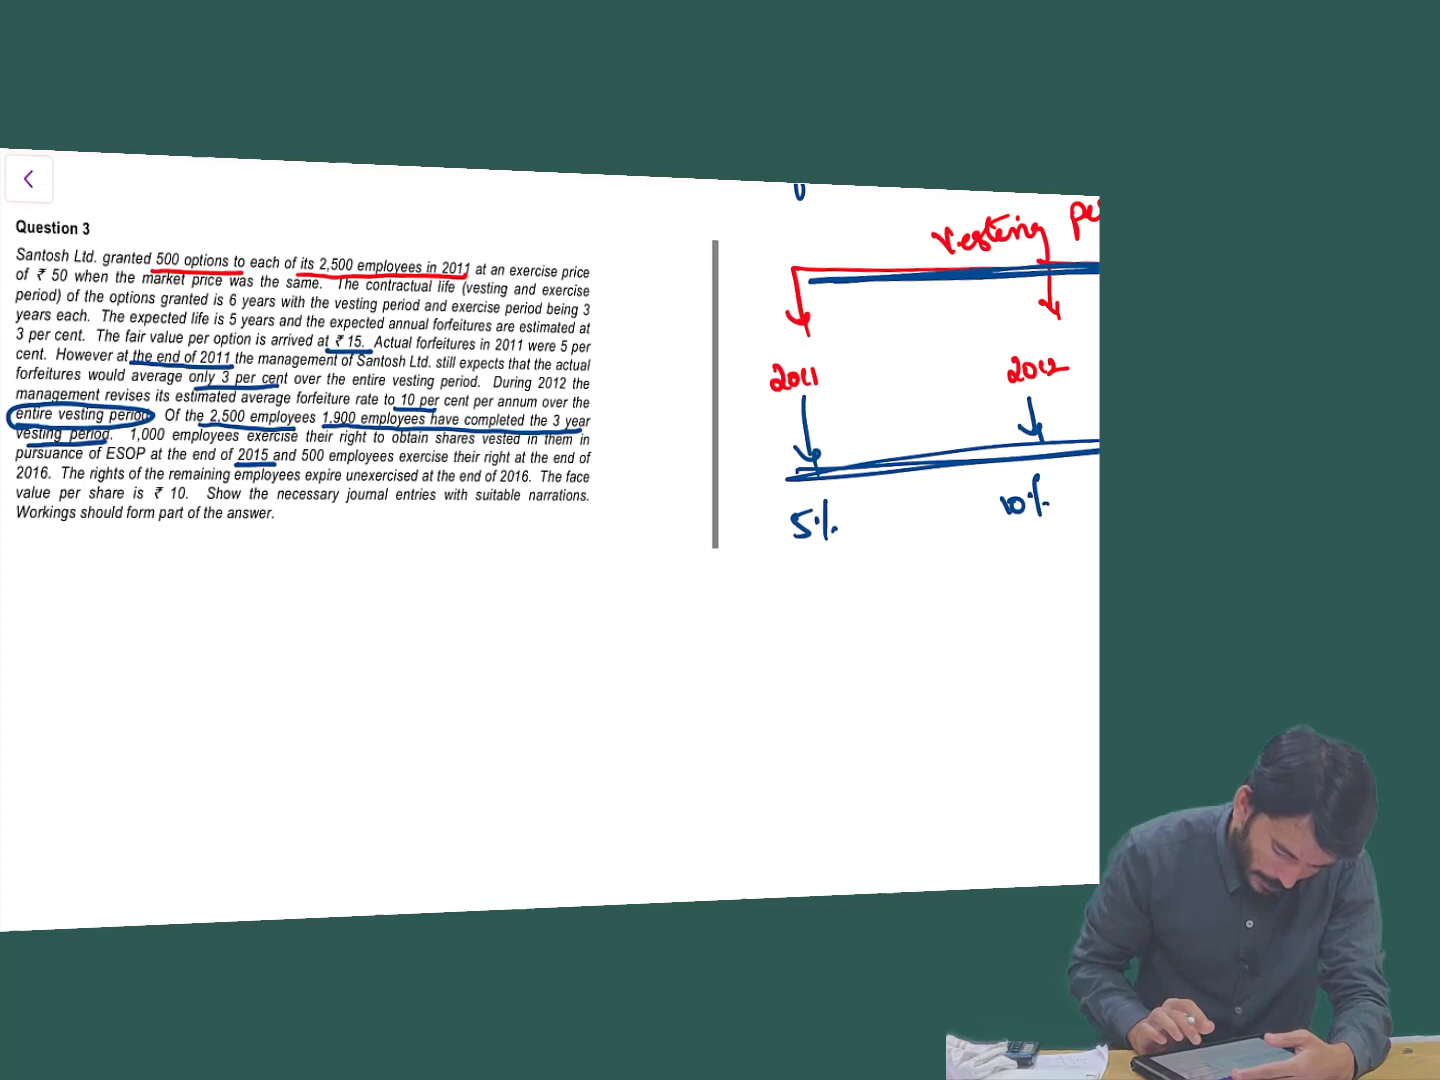 Question 3
Santosh Ltd. granted 500 options to each of its 2,500 employees in 2011 at an exercise price
of ₹ 50 when the market price was the same. The contractual life (vesting and exercise
period) of the options granted is 6 years with the vesting period and exercise period being 3
years each. The expected life is 5 years and the expected annual forfeitures are estimated at
3 per cent. The fair value per option is arrived at ₹ 15. Actual forfeitures in 2011 were 5 per
cent. However at the end of 2011 the management of Santosh Ltd. still expects that the actual
forfeitures would average only 3 per cent over the entire vesting period. During 2012 the
management revises its estimated average forfeiture rate to 10 per cent per annum over the
entire vesting period. Of the 2,500 employees 1,900 employees have completed the 3 year
vesting period. 1,000 employees exercise their right to obtain shares vested in them in
pursuance of ESOP at the end of 2015 and 500 employees exercise their right at the end of
2016. The rights of the remaining employees expire unexercised at the end of 2016. The face
value per share is ₹ 10. Show the necessary journal entries with suitable narrations.
Workings should form part of the answer.
Vesting pe
2011 2012
5% 10%